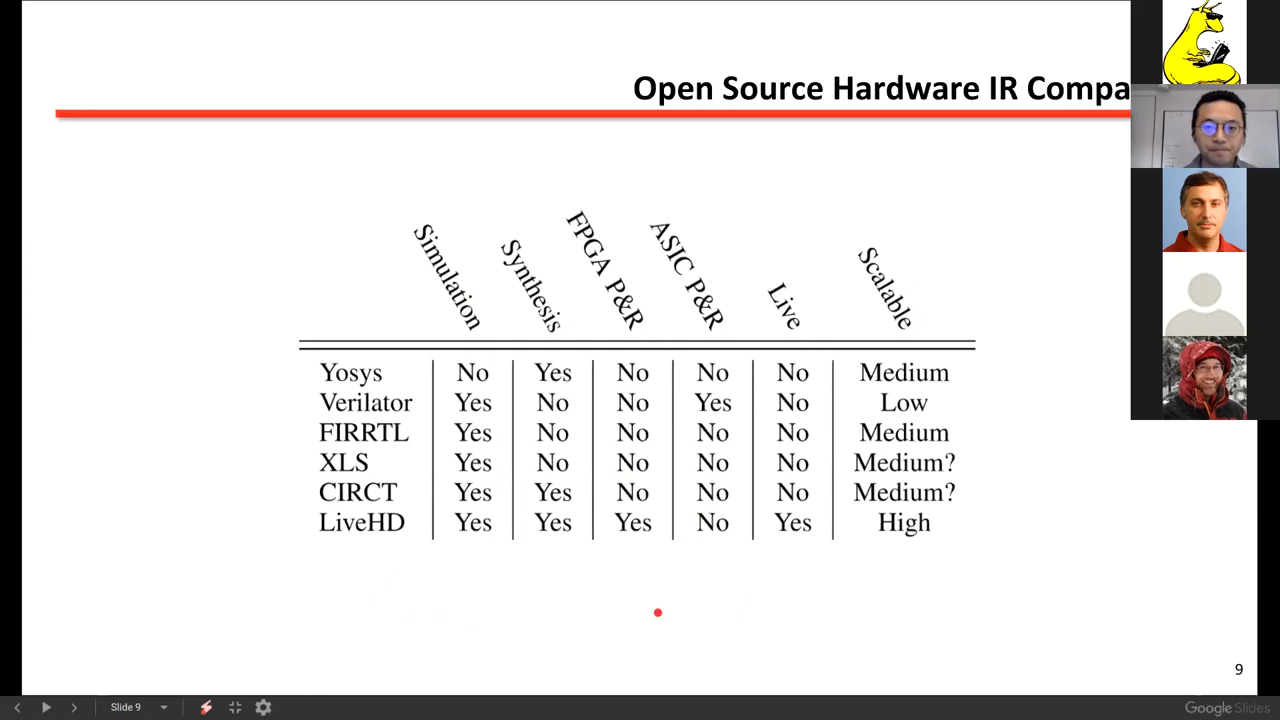 Open Source Hardware IR Compa
Simulation Synthesis FPGA P&R ASIC P&R Live Scalable
Yosys No Yes No No No Medium
Verilator Yes No No Yes No Low
FIRRTL Yes No No No No Medium
XLS Yes No No No No Medium?
CIRCT Yes Yes No No No Medium?
LiveHD Yes Yes Yes No Yes High
9
Slide 9
Google Slides